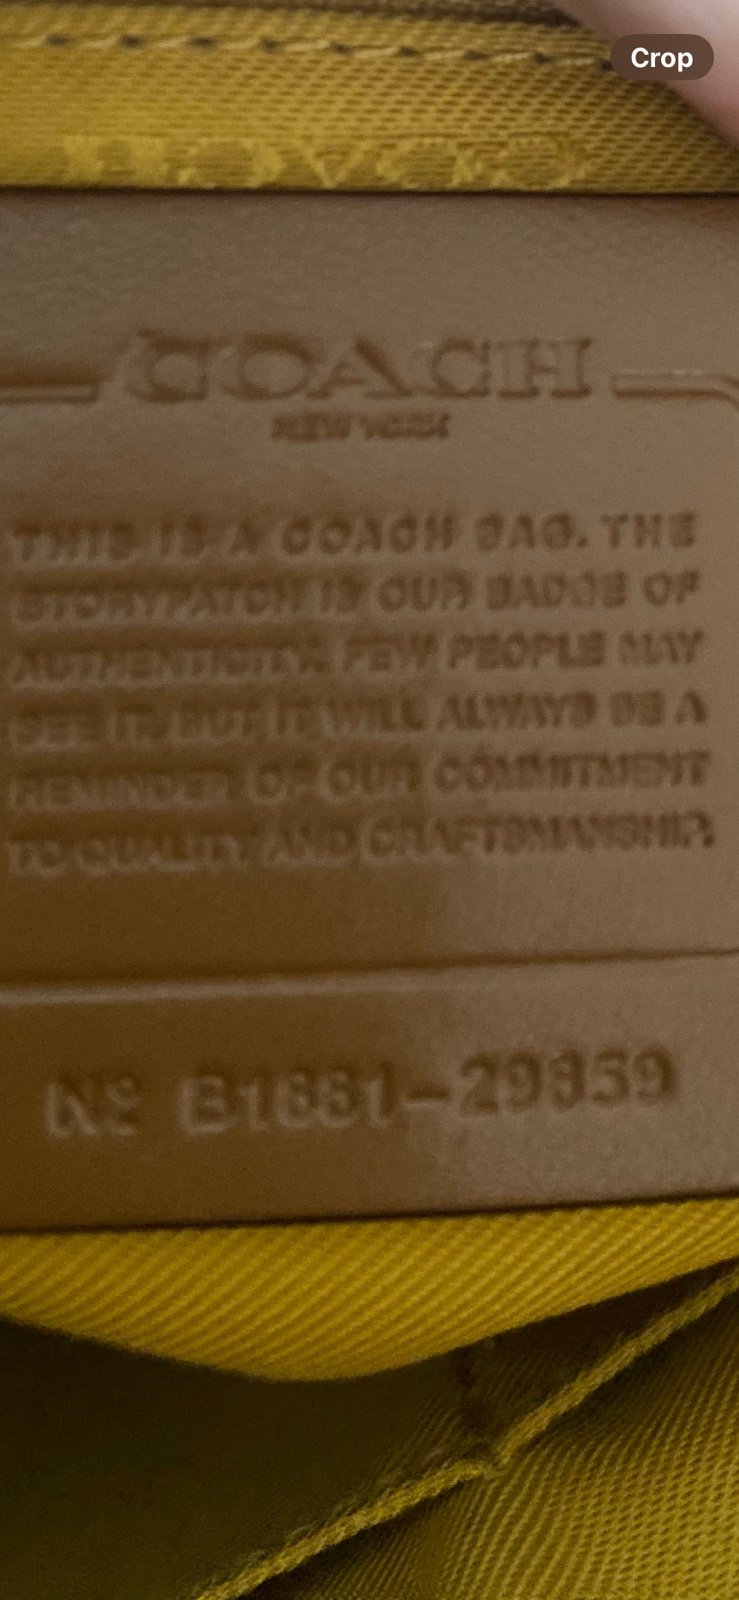 Crop
COACH
NEW YORK
THIS IS A COACH BAG. THE
STORYPATCH IS OUR BADGE OF
AUTHENTICITY. FEW PEOPLE MAY
SEE IT, BUT IT WILL ALWAYS BE A
REMINDER OF OUR COMMITMENT
TO QUALITY AND CRAFTSMANSHIP.
Nº